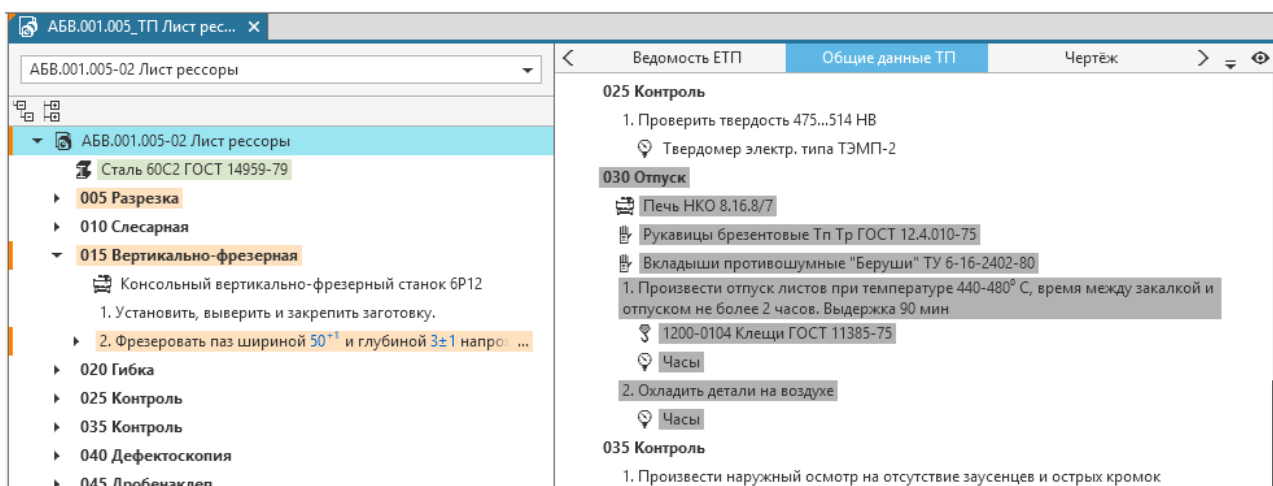 АБВ.001.005_ТП Лист рес...
АБВ.001.005-02 Лист рессоры
АБВ.001.005-02 Лист рессоры
Сталь 60С2 ГОСТ 14959-79
005 Разрезка
010 Слесарная
015 Вертикально-фрезерная
Консольный вертикально-фрезерный станок 6Р12
1. Установить, выверить и закрепить заготовку.
2. Фрезеровать паз шириной 50⁺¹ и глубиной 3±1 напро ...
020 Гибка
025 Контроль
035 Контроль
040 Дефектоскопия
045 Дробенаклеп
Ведомость ЕТП
Общие данные ТП
Чертёж
025 Контроль
1. Проверить твердость 475...514 НВ
Твердомер электр. типа ТЭМП-2
030 Отпуск
Печь НКО 8.16.8/7
Рукавицы брезентовые Тп Тр ГОСТ 12.4.010-75
Вкладыши противошумные "Беруши" ТУ 6-16-2402-80
1. Произвести отпуск листов при температуре 440-480⁰ С, время между закалкой и
отпуском не более 2 часов. Выдержка 90 мин
1200-0104 Клещи ГОСТ 11385-75
Часы
2. Охладить детали на воздухе
Часы
035 Контроль
1. Произвести наружный осмотр на отсутствие заусенцев и острых кромок